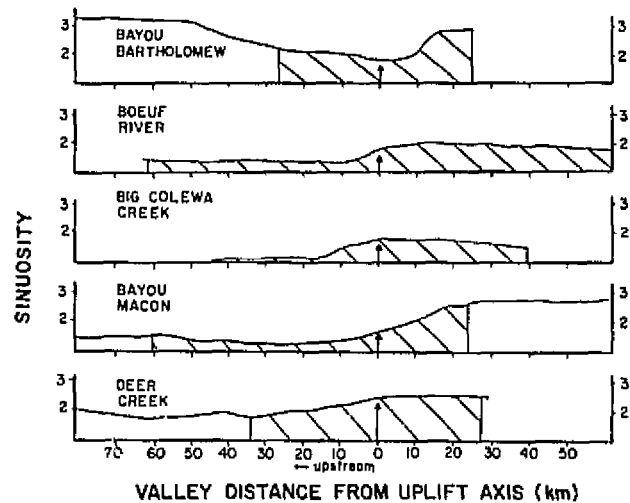 3
2
BAYOU
BARTHOLOMEW
3
2
3
2
BOEUF
RIVER
3
2
3
2
BIG COLEWA
CREEK
3
2
SINUOSITY
3
2
BAYOU
MACON
3
2
3
2
DEER
CREEK
3
2
70 60 50 40 30 20 10 0 10 20 30 40 50
← upstream
VALLEY DISTANCE FROM UPLIFT AXIS (km)